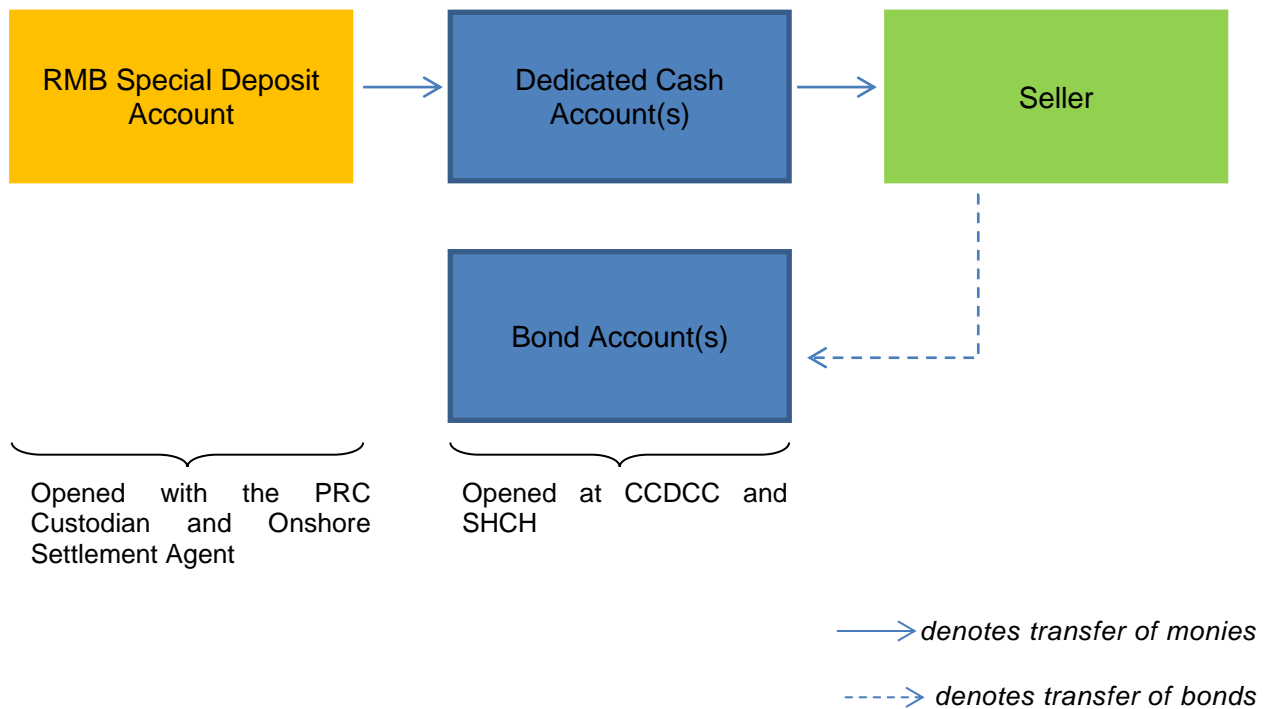 RMB Special Deposit
Account
Dedicated Cash
Account(s)
Seller
Bond Account(s)
Opened with the PRC
Custodian and Onshore
Settlement Agent
Opened at CCDCC and
SHCH
denotes transfer of monies
denotes transfer of bonds